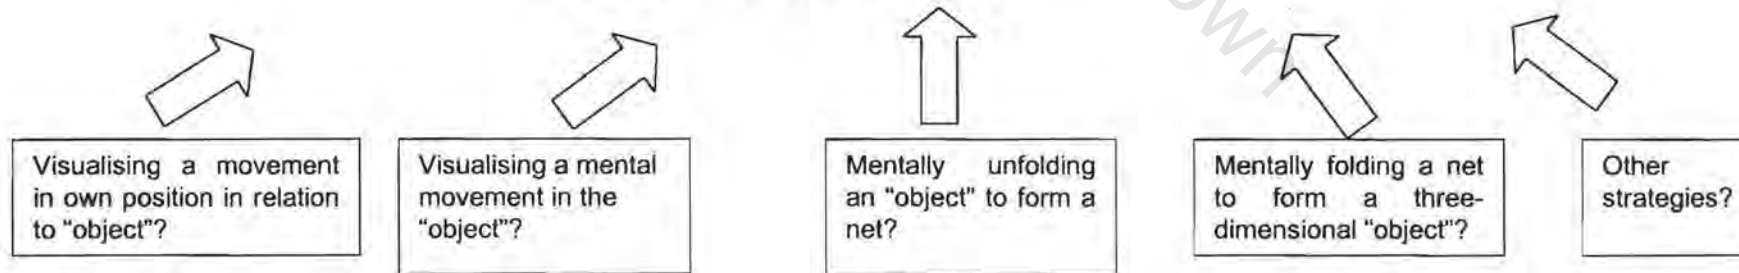 Visualising a movement
in own position in relation
to “object”?
Visualising a mental
movement in the
“object”?
Mentally unfolding
an “object” to form a
net?
Mentally folding a net
to form a three-
dimensional “object”?
Other
strategies?